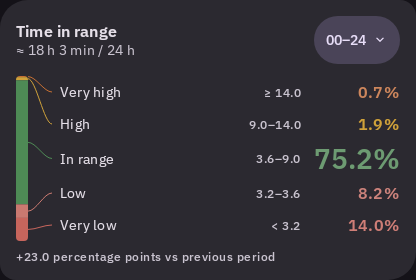 Time in range
≈ 18 h 3 min / 24 h
00–24
Very high ≥ 14.0 0.7%
High 9.0–14.0 1.9%
In range 3.6–9.0 75.2%
Low 3.2–3.6 8.2%
Very low < 3.2 14.0%
+23.0 percentage points vs previous period